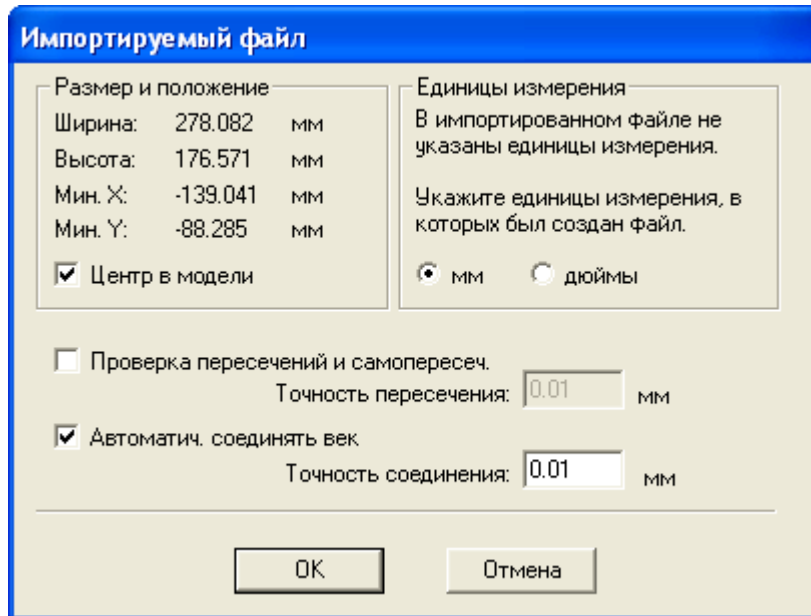 Импортируемый файл
Размер и положение
Ширина: 278.082 мм
Высота: 176.571 мм
Мин. X: -139.041 мм
Мин. Y: -88.285 мм
Центр в модели
Единицы измерения
В импортированном файле не
указаны единицы измерения.
Укажите единицы измерения, в
которых был создан файл.
мм дюймы
Проверка пересечений и самопересеч.
Точность пересечения: 0.01 мм
Автоматич. соединять век
Точность соединения: 0.01 мм
OK Отмена